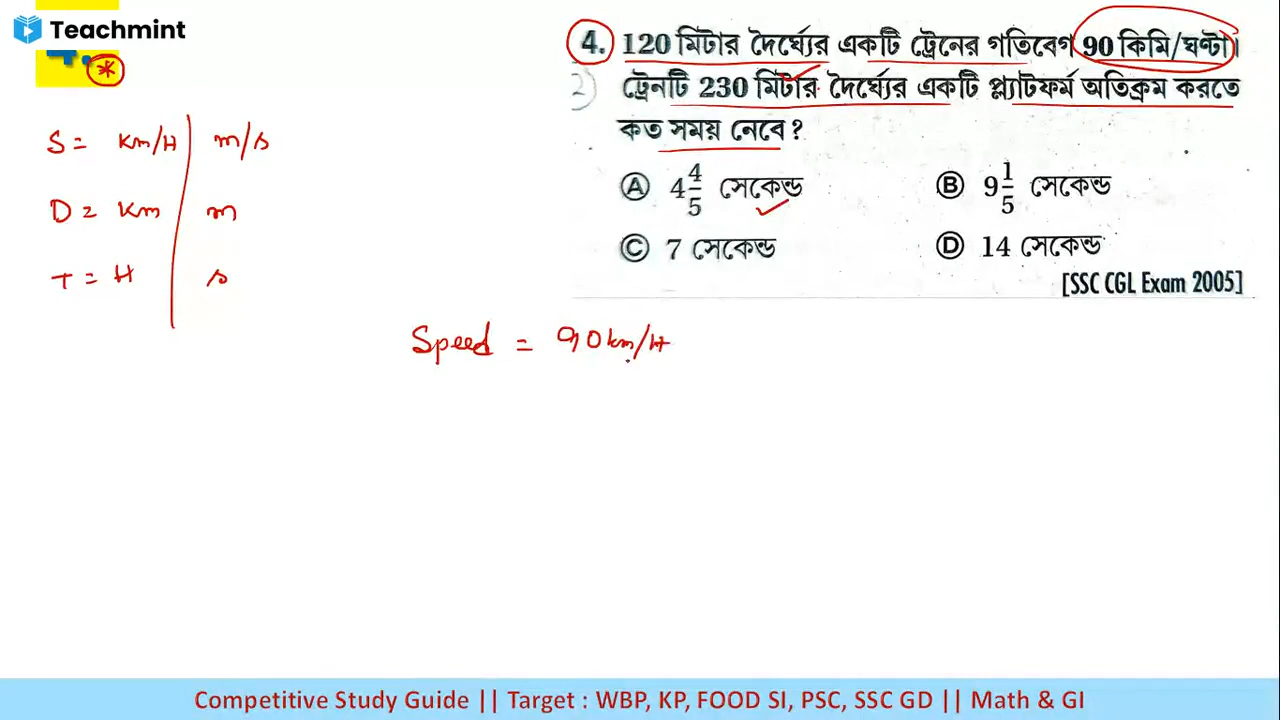 Teachmint
*
4. 120 মিটার দৈর্ঘ্যের একটি ট্রেনের গতিবেগ 90 কিমি/ঘণ্টা।
ট্রেনটি 230 মিটার দৈর্ঘ্যের একটি প্ল্যাটফর্ম অতিক্রম করতে
কত সময় নেবে?
Ⓐ 4 4/5 সেকেন্ড Ⓑ 9 1/5 সেকেন্ড
Ⓒ 7 সেকেন্ড Ⓓ 14 সেকেন্ড
[SSC CGL Exam 2005]
S = km/H m/s
D = km m
T = H s
Speed = 90 km/H
Competitive Study Guide || Target : WBP, KP, FOOD SI, PSC, SSC GD || Math & GI